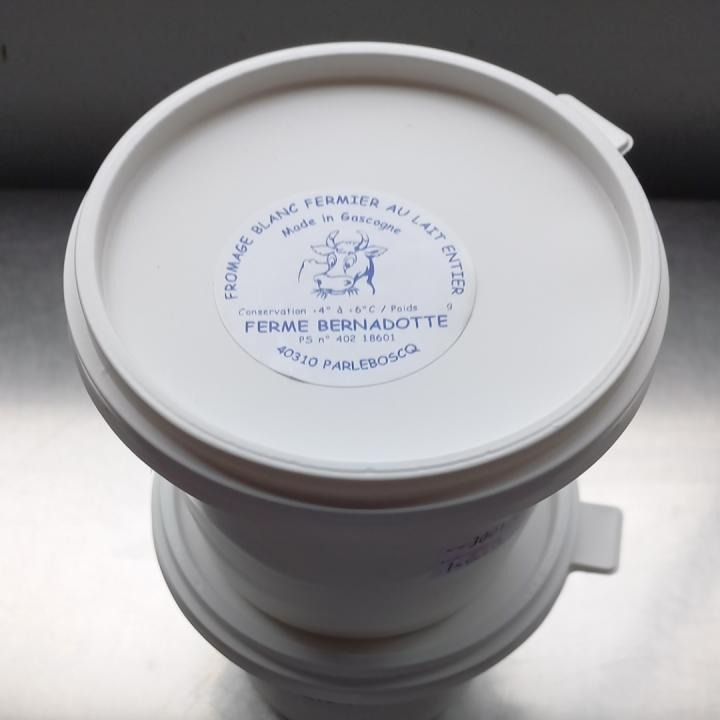 FROMAGE BLANC FERMIER AU LAIT ENTIER
Made in Gascogne
Conservation +4° à +6°C / Poids g
FERME BERNADOTTE
PS n° 402 18601
40310 PARLEBOSCQ